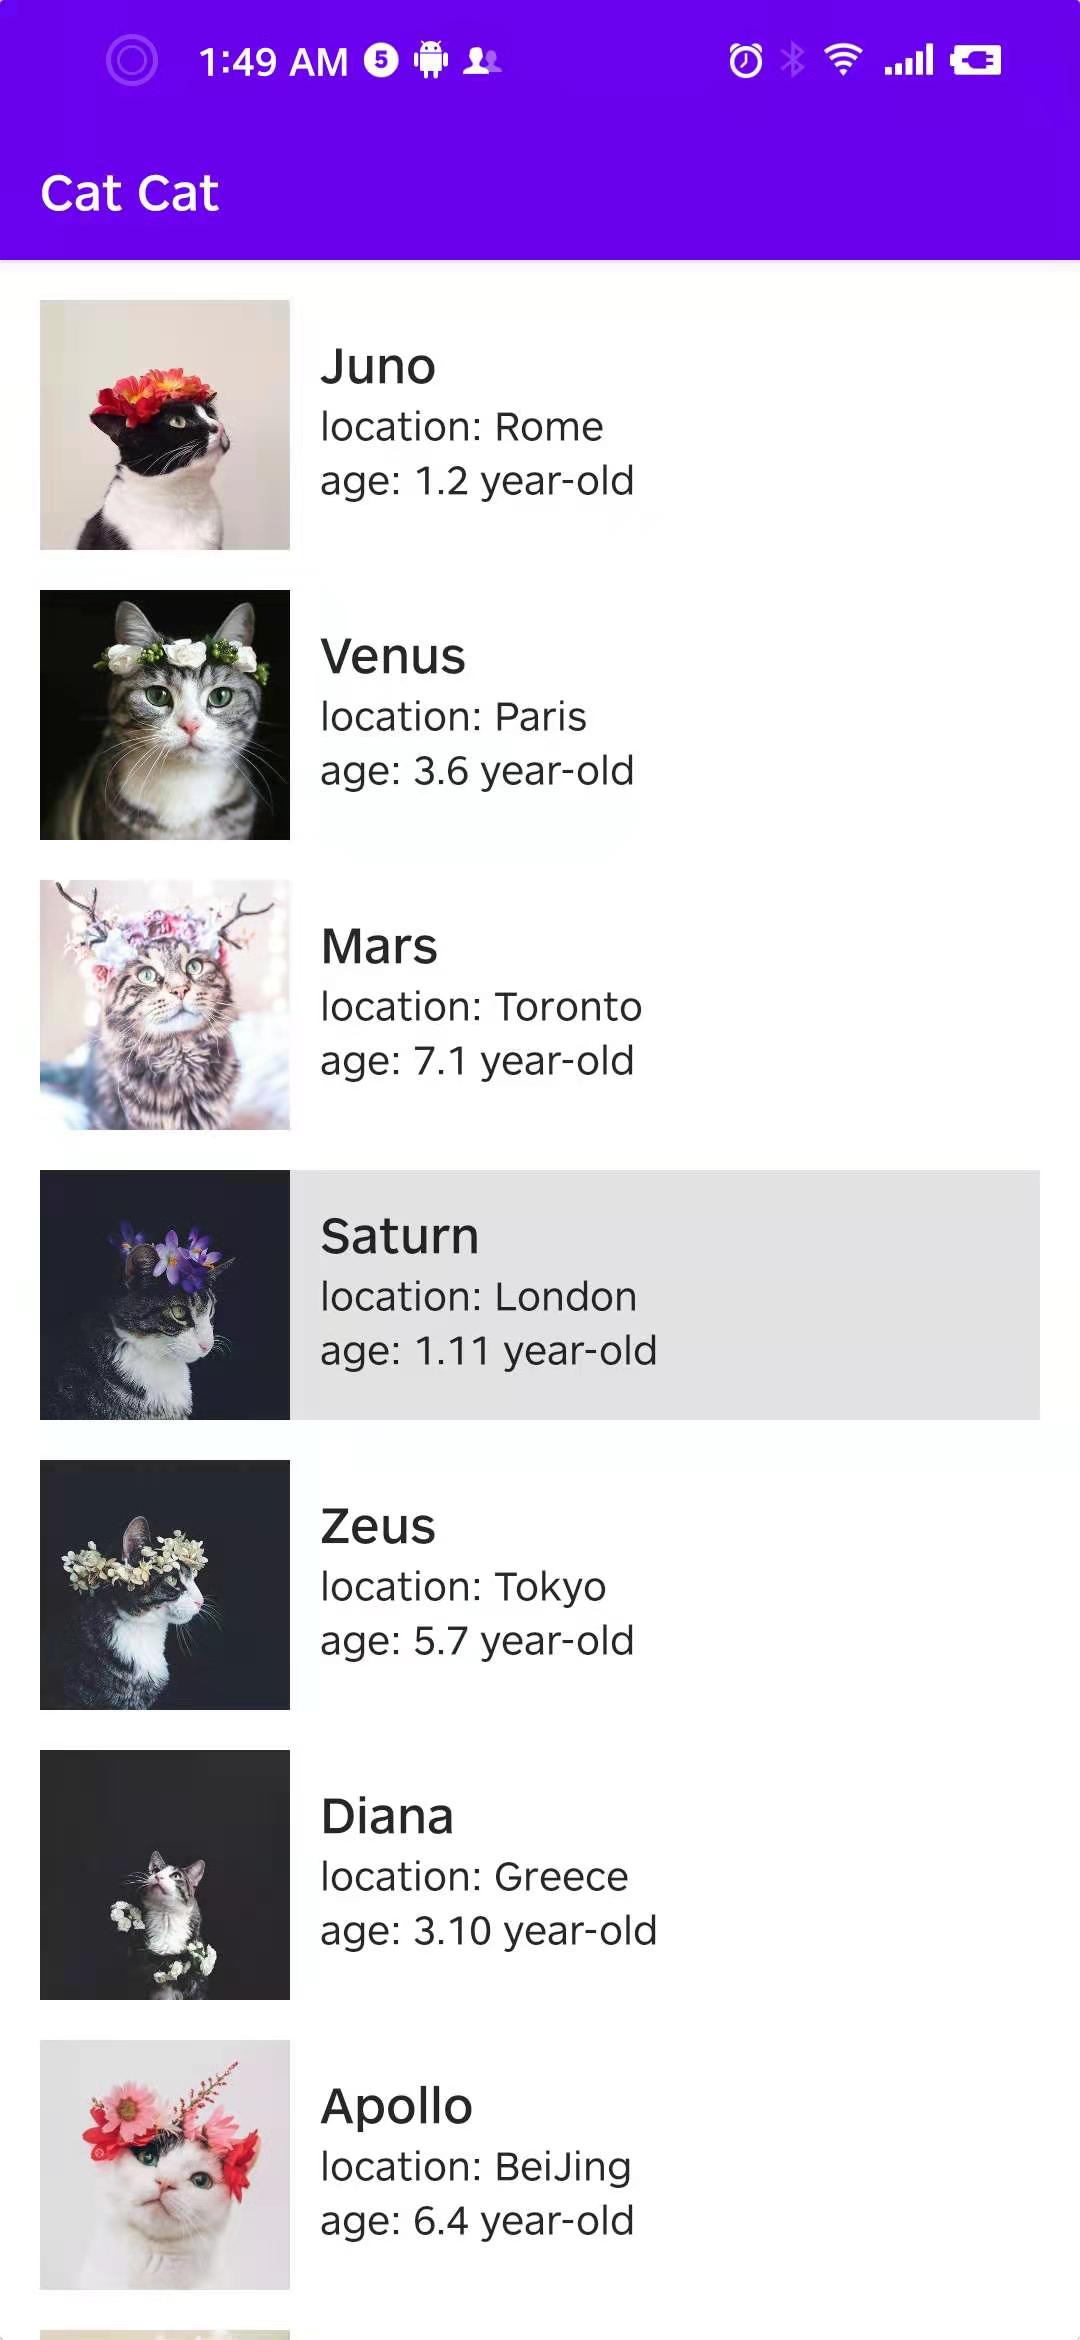 1:49 AM 5
Cat Cat
Juno
location: Rome
age: 1.2 year-old
Venus
location: Paris
age: 3.6 year-old
Mars
location: Toronto
age: 7.1 year-old
Saturn
location: London
age: 1.11 year-old
Zeus
location: Tokyo
age: 5.7 year-old
Diana
location: Greece
age: 3.10 year-old
Apollo
location: BeiJing
age: 6.4 year-old